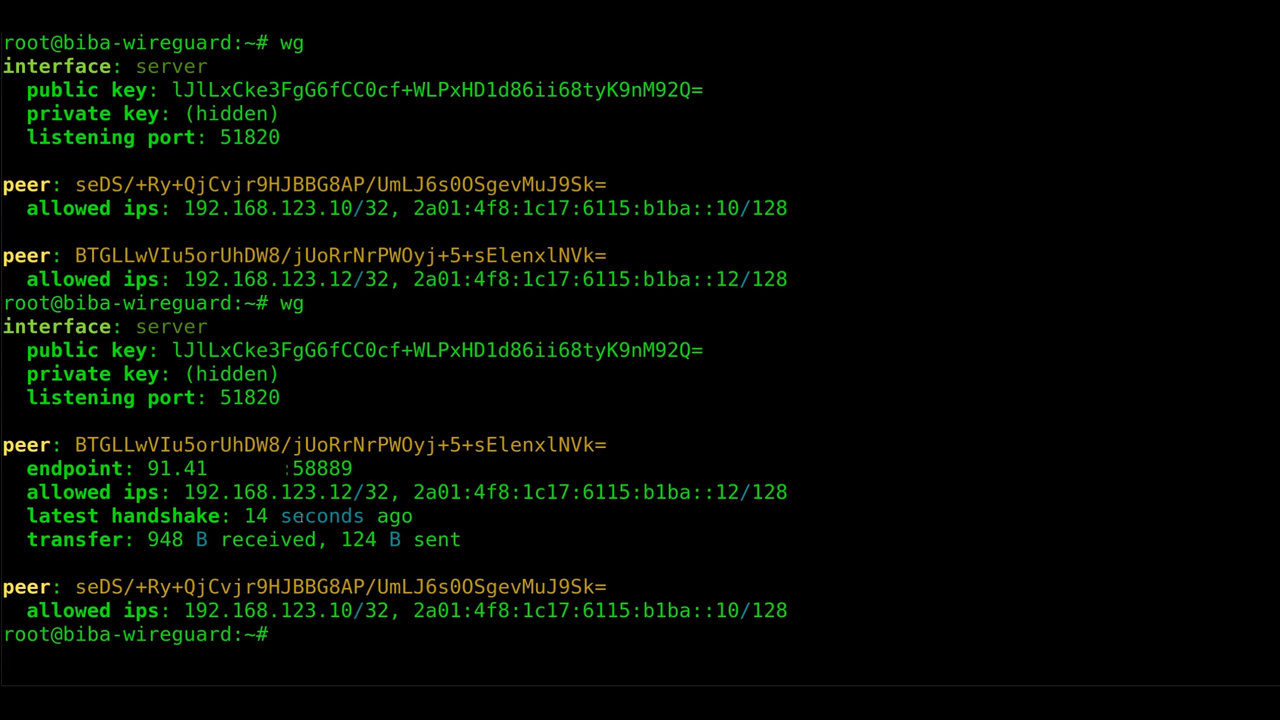 root@biba-wireguard:~# wg
interface: server
public key: lJlLxCke3FgG6fCC0cf+WLPxHD1d86ii68tyK9nM92Q=
private key: (hidden)
listening port: 51820
peer: seDS/+Ry+QjCvjr9HJBBG8AP/UmLJ6s0OSgevMuJ9Sk=
allowed ips: 192.168.123.10/32, 2a01:4f8:1c17:6115:b1ba::10/128
peer: BTGLLwVIu5orUhDW8/jUoRrNrPWOyj+5+sElenxlNVk=
allowed ips: 192.168.123.12/32, 2a01:4f8:1c17:6115:b1ba::12/128
root@biba-wireguard:~# wg
interface: server
public key: lJlLxCke3FgG6fCC0cf+WLPxHD1d86ii68tyK9nM92Q=
private key: (hidden)
listening port: 51820
peer: BTGLLwVIu5orUhDW8/jUoRrNrPWOyj+5+sElenxlNVk=
endpoint: 91.41 :58889
allowed ips: 192.168.123.12/32, 2a01:4f8:1c17:6115:b1ba::12/128
latest handshake: 14 seconds ago
transfer: 948 B received, 124 B sent
peer: seDS/+Ry+QjCvjr9HJBBG8AP/UmLJ6s0OSgevMuJ9Sk=
allowed ips: 192.168.123.10/32, 2a01:4f8:1c17:6115:b1ba::10/128
root@biba-wireguard:~#